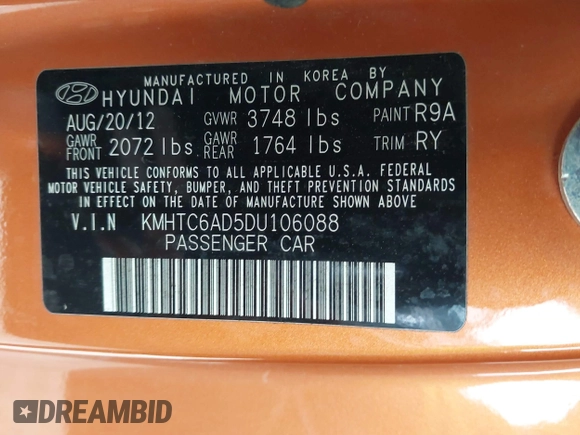 MANUFACTURED IN KOREA BY
HYUNDAI MOTOR COMPANY
AUG/20/12 GVWR 3748 lbs PAINT R9A
GAWR FRONT 2072 lbs GAWR REAR 1764 lbs TRIM RY
THIS VEHICLE CONFORMS TO ALL APPLICABLE U.S.A. FEDERAL
MOTOR VEHICLE SAFETY, BUMPER, AND THEFT PREVENTION STANDARDS
IN EFFECT ON THE DATE OF MANUFACTURE SHOWN ABOVE
V.I.N KMHTC6AD5DU106088
PASSENGER CAR
DREAMBID